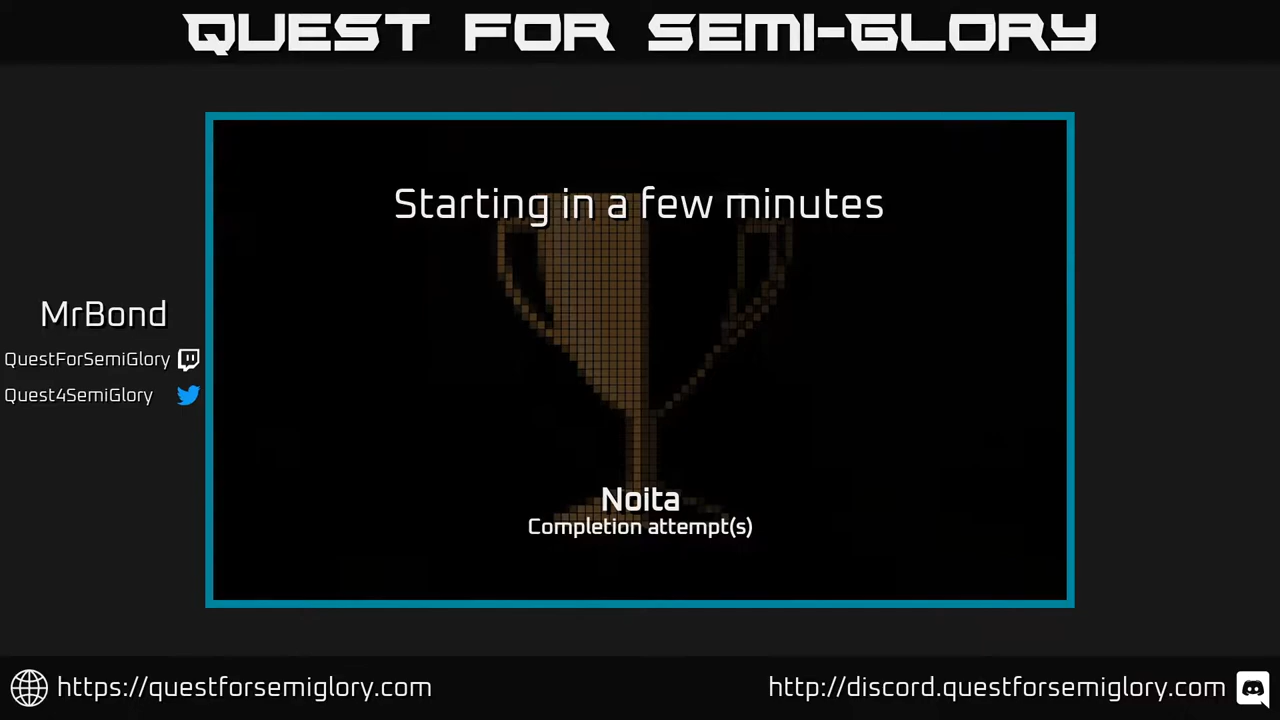 QUEST FOR SEMI-GLORY
Starting in a few minutes
MrBond
QuestForSemiGlory
Quest4SemiGlory
Noita
Completion attempt(s)
https://questforsemiglory.com
http://discord.questforsemiglory.com